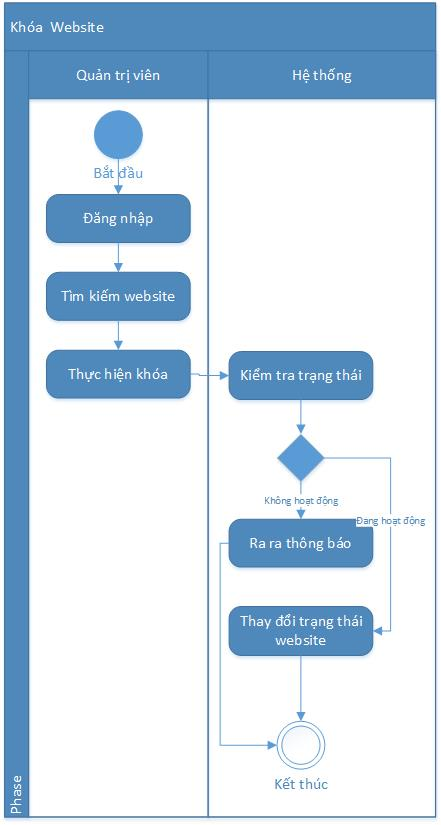 Khóa Website
Quản trị viên
Hệ thống
Bắt đầu
Đăng nhập
Tìm kiếm website
Thực hiện khóa
Kiểm tra trạng thái
Không hoạt động
Đang hoạt động
Ra ra thông báo
Thay đổi trạng thái
website
Kết thúc
Phase